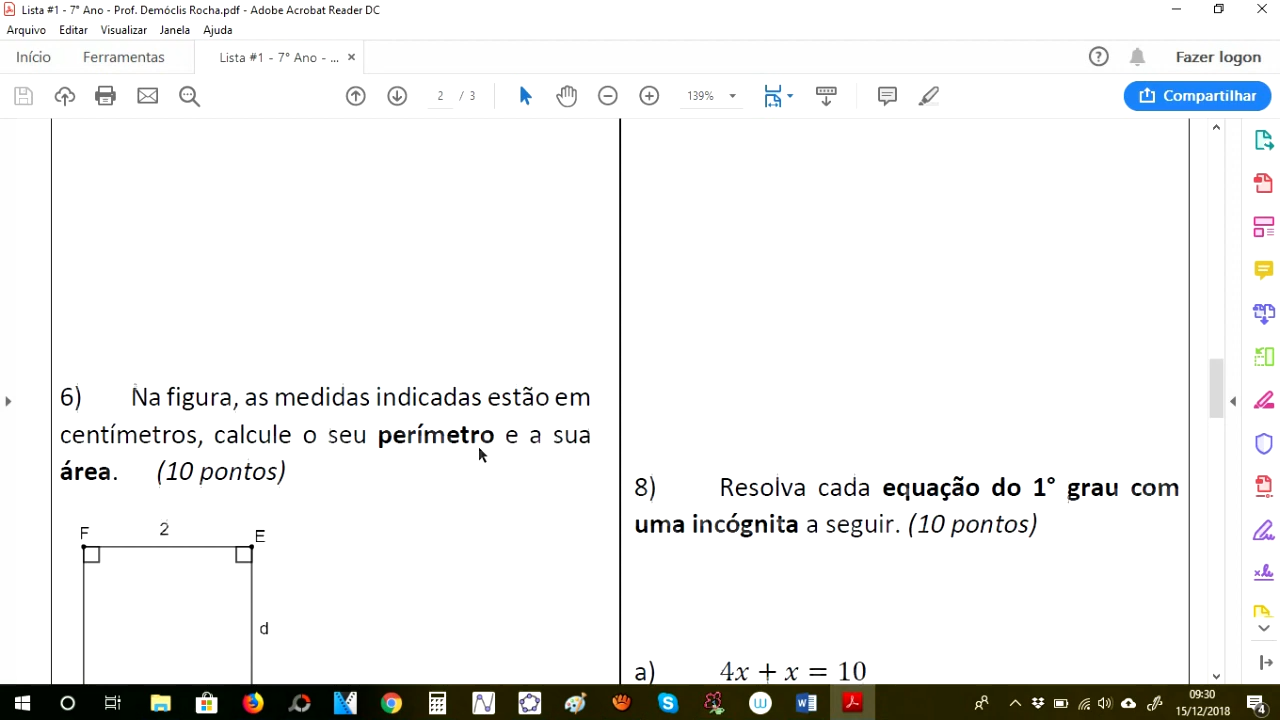 Lista #1 - 7° Ano - Prof. Demóclis Rocha.pdf - Adobe Acrobat Reader DC
Arquivo Editar Visualizar Janela Ajuda
Início Ferramentas Lista #1 - 7° Ano - ... × Fazer logon
2 / 3 139% Compartilhar
6) Na figura, as medidas indicadas estão em
centímetros, calcule o seu perímetro e a sua
área. (10 pontos)
F 2 E
d
8) Resolva cada equação do 1° grau com
uma incógnita a seguir. (10 pontos)
a) 4x + x = 10
09:30
15/12/2018
4